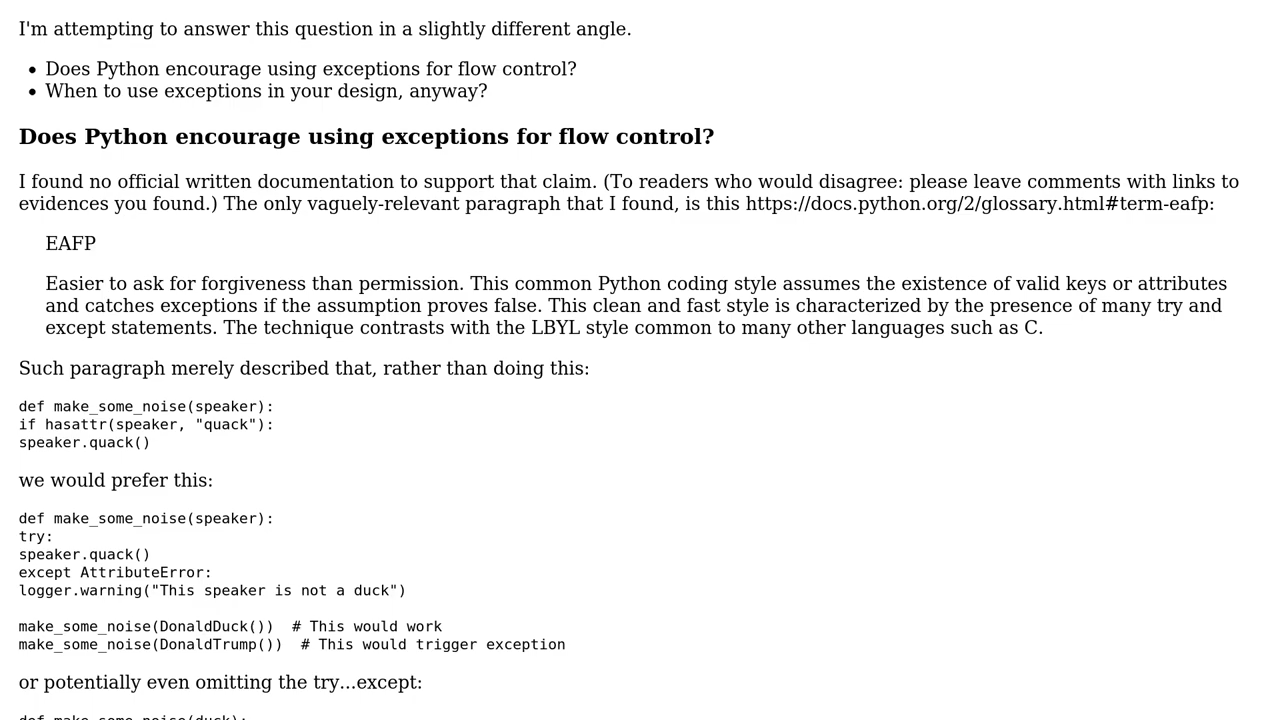 I'm attempting to answer this question in a slightly different angle.
• Does Python encourage using exceptions for flow control?
• When to use exceptions in your design, anyway?
Does Python encourage using exceptions for flow control?
I found no official written documentation to support that claim. (To readers who would disagree: please leave comments with links to
evidences you found.) The only vaguely-relevant paragraph that I found, is this https://docs.python.org/2/glossary.html#term-eafp:
EAFP
Easier to ask for forgiveness than permission. This common Python coding style assumes the existence of valid keys or attributes
and catches exceptions if the assumption proves false. This clean and fast style is characterized by the presence of many try and
except statements. The technique contrasts with the LBYL style common to many other languages such as C.
Such paragraph merely described that, rather than doing this:
def make_some_noise(speaker):
if hasattr(speaker, "quack"):
speaker.quack()
we would prefer this:
def make_some_noise(speaker):
try:
speaker.quack()
except AttributeError:
logger.warning("This speaker is not a duck")
make_some_noise(DonaldDuck())  # This would work
make_some_noise(DonaldTrump())  # This would trigger exception
or potentially even omitting the try...except:
def make_some_noise(duck):